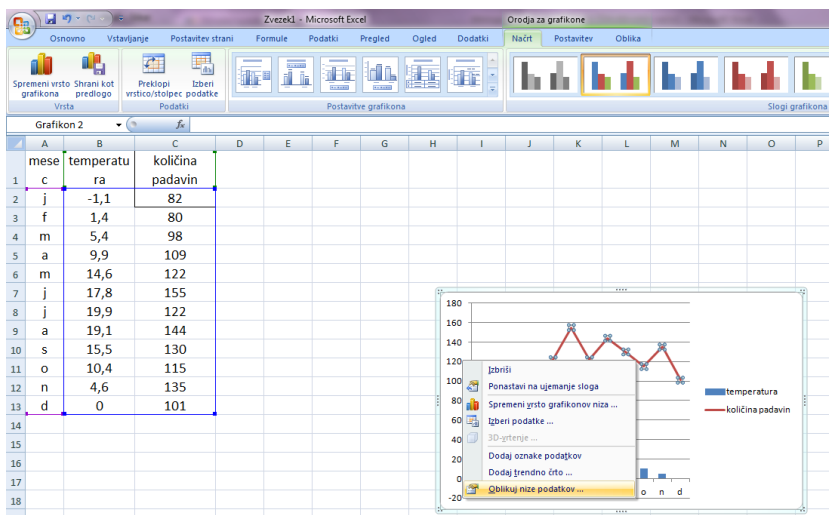 Zvezek1 - Microsoft Excel
Orodja za grafikone
Osnovno Vstavljanje Postavitev strani Formule Podatki Pregled Ogled Dodatki Načrt Postavitev Oblika
Spremeni vrsto grafikona
Shrani kot predlogo
Preklopi vrstico/stolpec
Izberi podatke
Vrsta Podatki Postavitve grafikona Slogi grafikona
Grafikon 2 fx
A B C D E F G H I J K L M N O P
mese temperatu količina
1 c ra padavin
2 j -1,1 82
3 f 1,4 80
4 m 5,4 98
5 a 9,9 109
6 m 14,6 122
7 j 17,8 155
8 j 19,9 122
9 a 19,1 144
10 s 15,5 130
11 o 10,4 115
12 n 4,6 135
13 d 0 101
14
15
16
17
18
180
160
140
120
100
80
60
40
20
0
-20
o n d
temperatura
količina padavin
Izbriši
Ponastavi na ujemanje sloga
Spremeni vrsto grafikonov niza ...
Izberi podatke ...
3D-vrtenje ...
Dodaj oznake podatkov
Dodaj trendno črto ...
Oblikuj nize podatkov ...